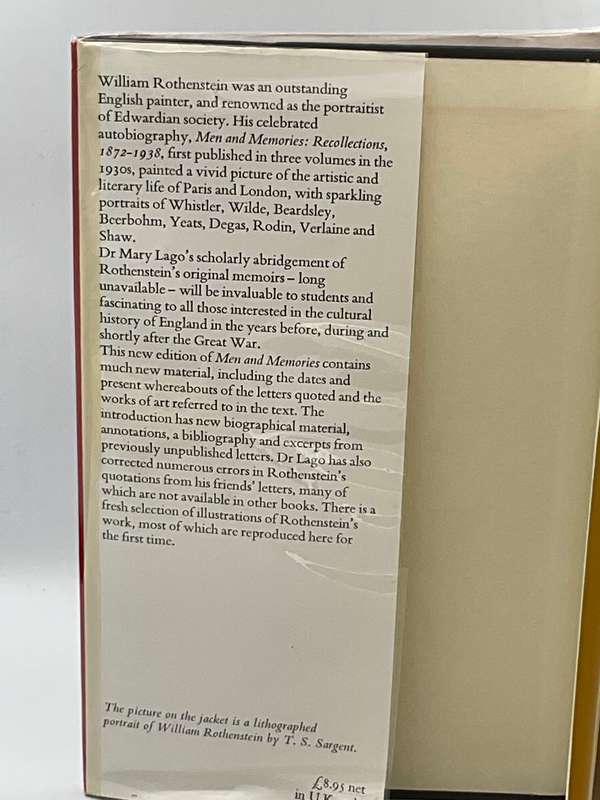 William Rothenstein was an outstanding
English painter, and renowned as the portraitist
of Edwardian society. His celebrated
autobiography, Men and Memories: Recollections,
1872–1938, first published in three volumes in the
1930s, painted a vivid picture of the artistic and
literary life of Paris and London, with sparkling
portraits of Whistler, Wilde, Beardsley,
Beerbohm, Yeats, Degas, Rodin, Verlaine and
Shaw.
Dr Mary Lago's scholarly abridgement of
Rothenstein's original memoirs – long
unavailable – will be invaluable to students and
fascinating to all those interested in the cultural
history of England in the years before, during and
shortly after the Great War.
This new edition of Men and Memories contains
much new material, including the dates and
present whereabouts of the letters quoted and the
works of art referred to in the text. The
introduction has new biographical material,
annotations, a bibliography and excerpts from
previously unpublished letters. Dr Lago has also
corrected numerous errors in Rothenstein's
quotations from his friends' letters, many of
which are not available in other books. There is a
fresh selection of illustrations of Rothenstein's
work, most of which are reproduced here for
the first time.
The picture on the jacket is a lithographed
portrait of William Rothenstein by T. S. Sargent.
£8.95 net
in U.K.